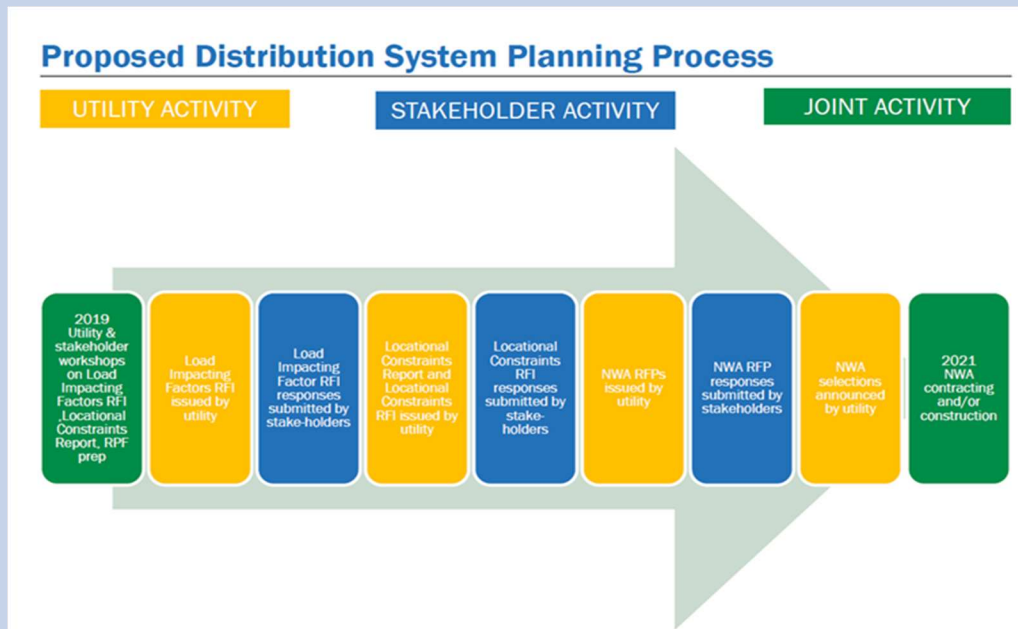 Proposed Distribution System Planning Process
UTILITY ACTIVITY
STAKEHOLDER ACTIVITY
JOINT ACTIVITY
2019
Utility &
stakeholder
workshops
on Load
Impacting
Factors RFI
,Locational
Constraints
Report, RPF
prep
Load
Impacting
Factors RFI
issued by
utility
Load
Impacting
Factor RFI
responses
submitted by
stake-holders
Locational
Constraints
Report and
Locational
Constraints
RFI issued by
utility
Locational
Constraints
RFI
responses
submitted by
stake-
holders
NWA RFPs
issued by
utility
NWA RFP
responses
submitted by
stakeholders
NWA
selections
announced
by utility
2021
NWA
contracting
and/or
construction